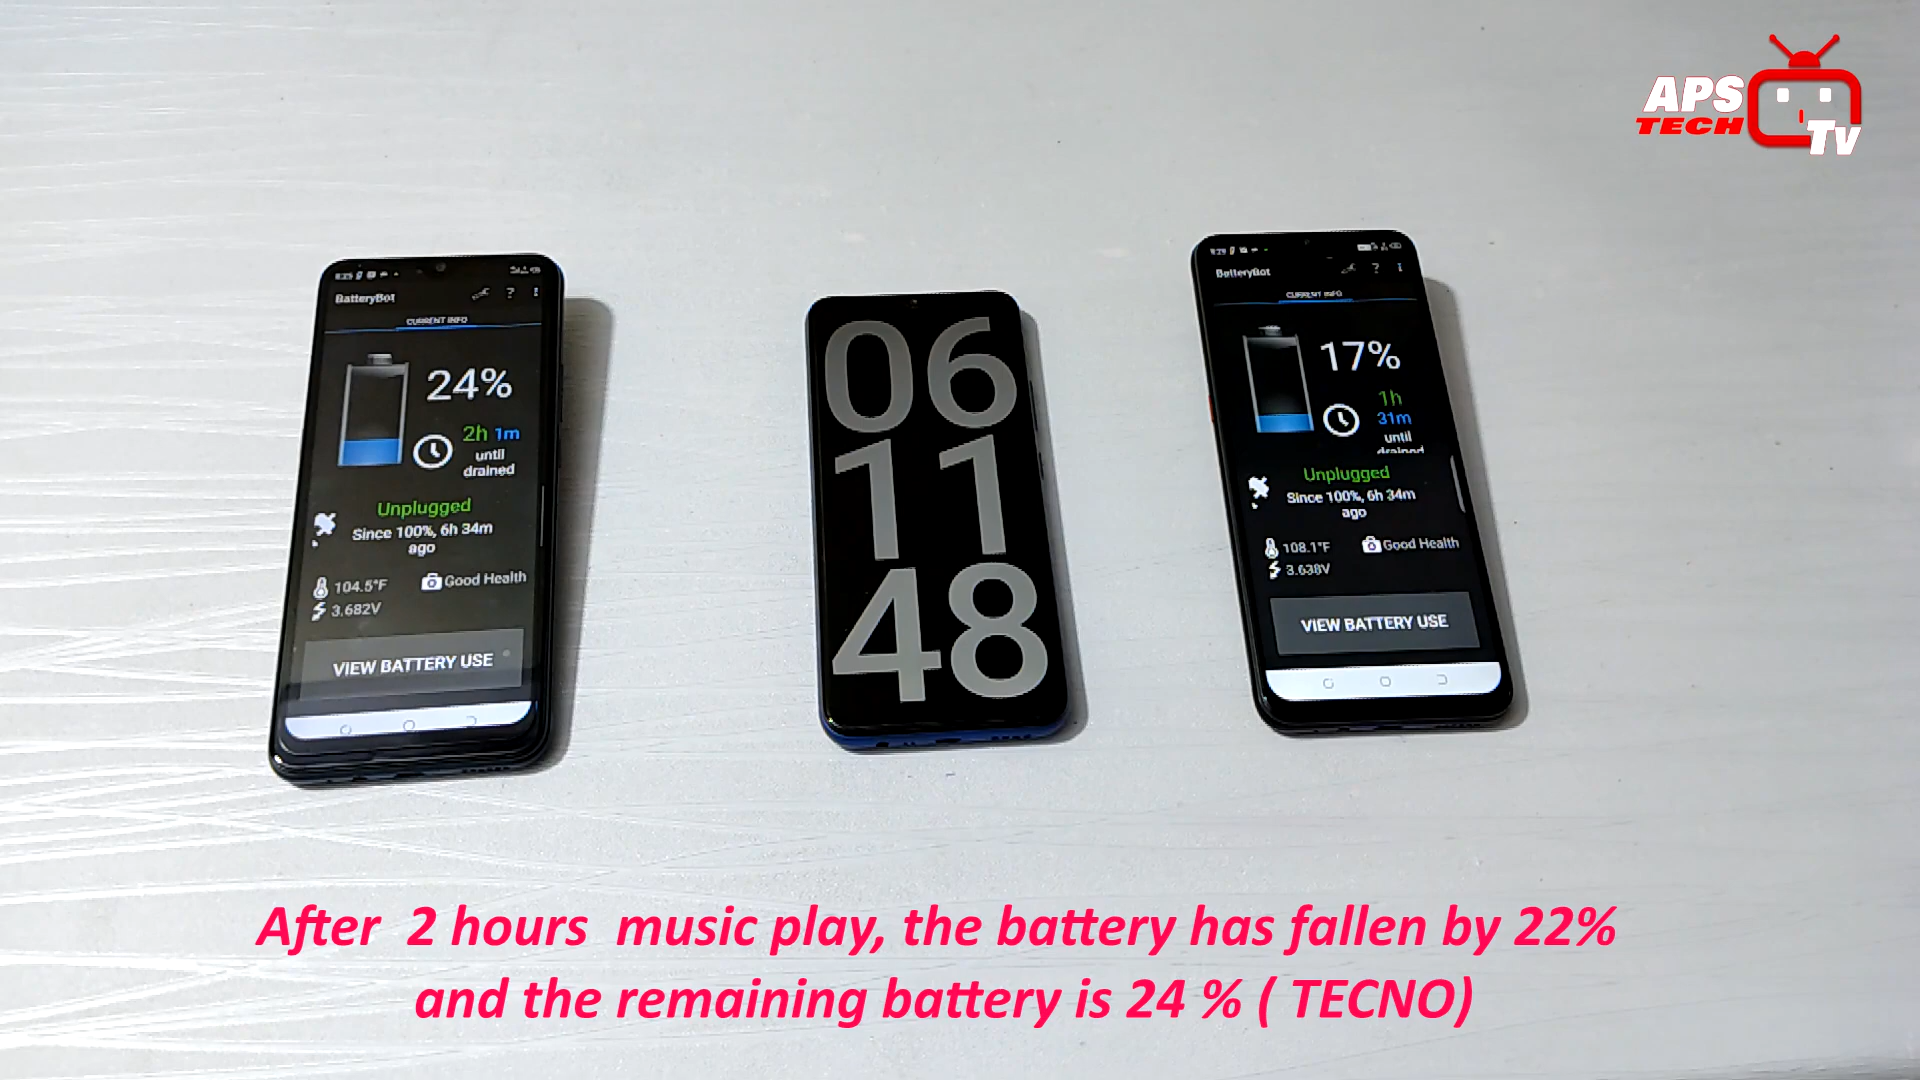 APS
TECH
Tv
BatteryBot
?
CURRENT INFO
24%
2h 1m
until
drained
Unplugged
Since 100%, 6h 34m
ago
104.5°F
Good Health
3.682V
VIEW BATTERY USE
06
11
48
BatteryBot
?
CURRENT INFO
17%
1h
31m
until
drained
Unplugged
Since 100%, 6h 34m
ago
108.1°F
Good Health
3.638V
VIEW BATTERY USE
After 2 hours music play, the battery has fallen by 22%
and the remaining battery is 24 % ( TECNO)